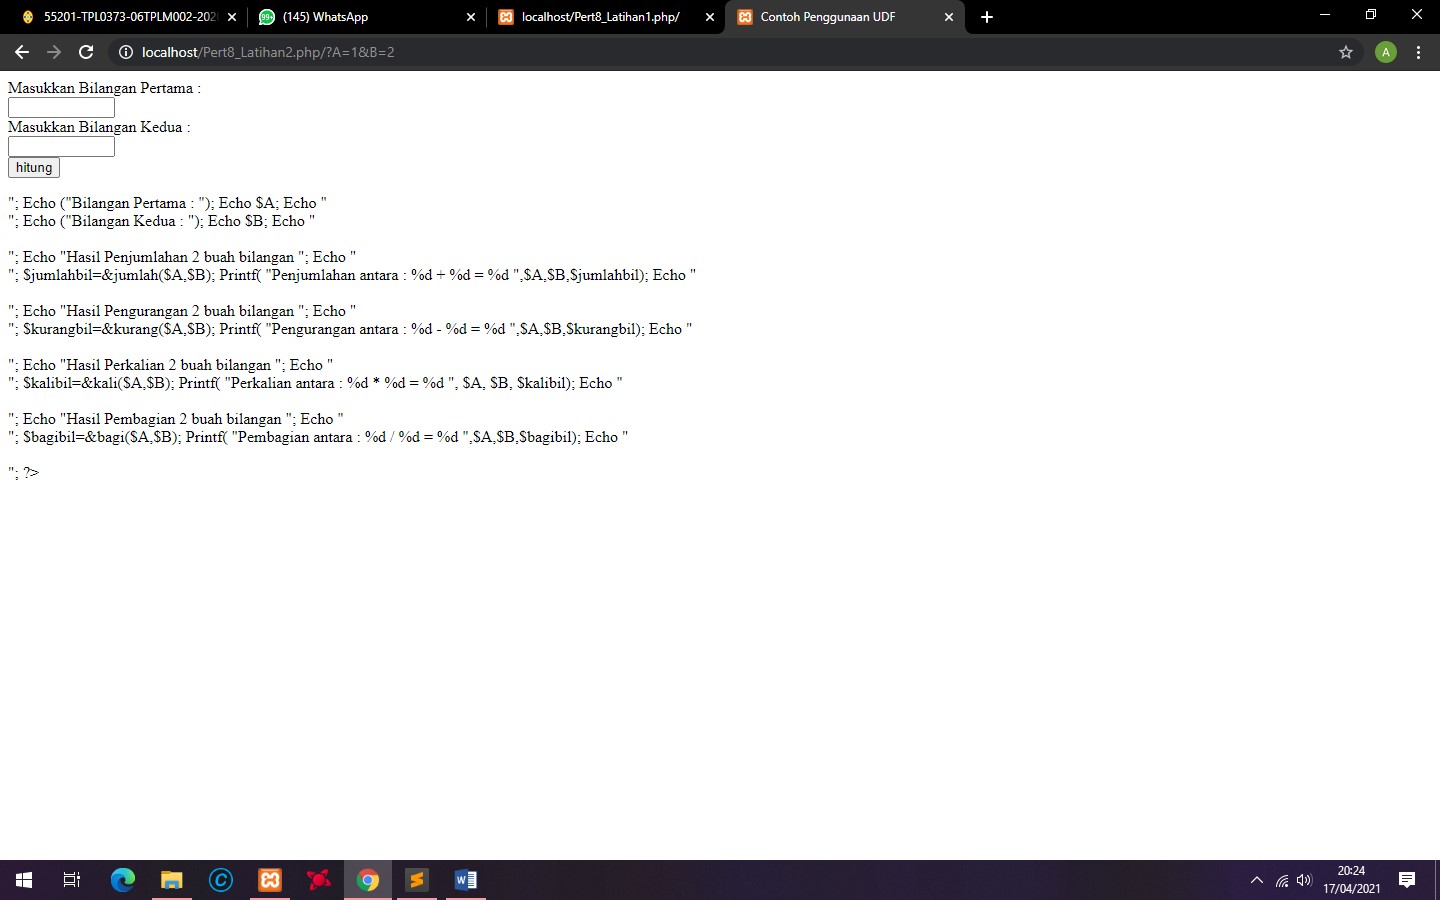 55201-TPL0373-06TPLM002-202
(145) WhatsApp
localhost/Pert8_Latihan1.php/
Contoh Penggunaan UDF
localhost/Pert8_Latihan2.php/?A=1&B=2
A
Masukkan Bilangan Pertama :
Masukkan Bilangan Kedua :
hitung
"; Echo ("Bilangan Pertama : "); Echo $A; Echo "
"; Echo ("Bilangan Kedua : "); Echo $B; Echo "
"; Echo "Hasil Penjumlahan 2 buah bilangan "; Echo "
"; $jumlahbil=&jumlah($A,$B); Printf( "Penjumlahan antara : %d + %d = %d ",$A,$B,$jumlahbil); Echo "
"; Echo "Hasil Pengurangan 2 buah bilangan "; Echo "
"; $kurangbil=&kurang($A,$B); Printf( "Pengurangan antara : %d - %d = %d ",$A,$B,$kurangbil); Echo "
"; Echo "Hasil Perkalian 2 buah bilangan "; Echo "
"; $kalibil=&kali($A,$B); Printf( "Perkalian antara : %d * %d = %d ", $A, $B, $kalibil); Echo "
"; Echo "Hasil Pembagian 2 buah bilangan "; Echo "
"; $bagibil=&bagi($A,$B); Printf( "Pembagian antara : %d / %d = %d ",$A,$B,$bagibil); Echo "
"; ?>
20:24
17/04/2021